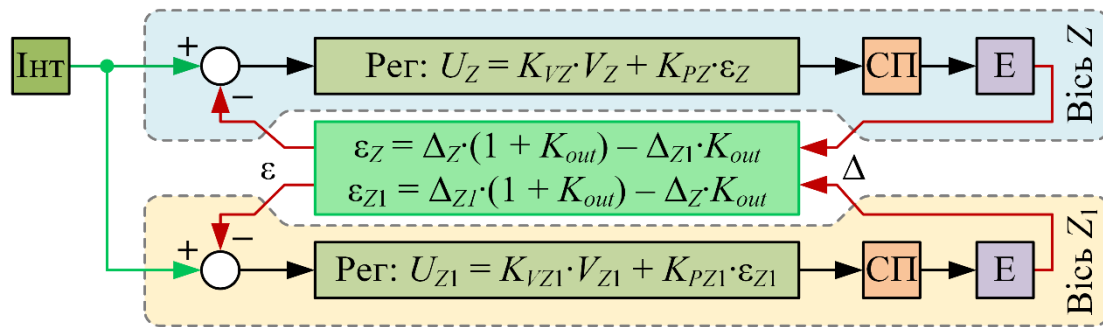 Інт
+
−
Рег: U_Z = K_VZ·V_Z + K_PZ·ε_Z
СП
Е
Вісь Z
ε_Z = Δ_Z·(1 + K_out) – Δ_Z1·K_out
ε_Z1 = Δ_Z1·(1 + K_out) – Δ_Z·K_out
ε
Δ
+
−
Рег: U_Z1 = K_VZ1·V_Z1 + K_PZ1·ε_Z1
СП
Е
Вісь Z₁